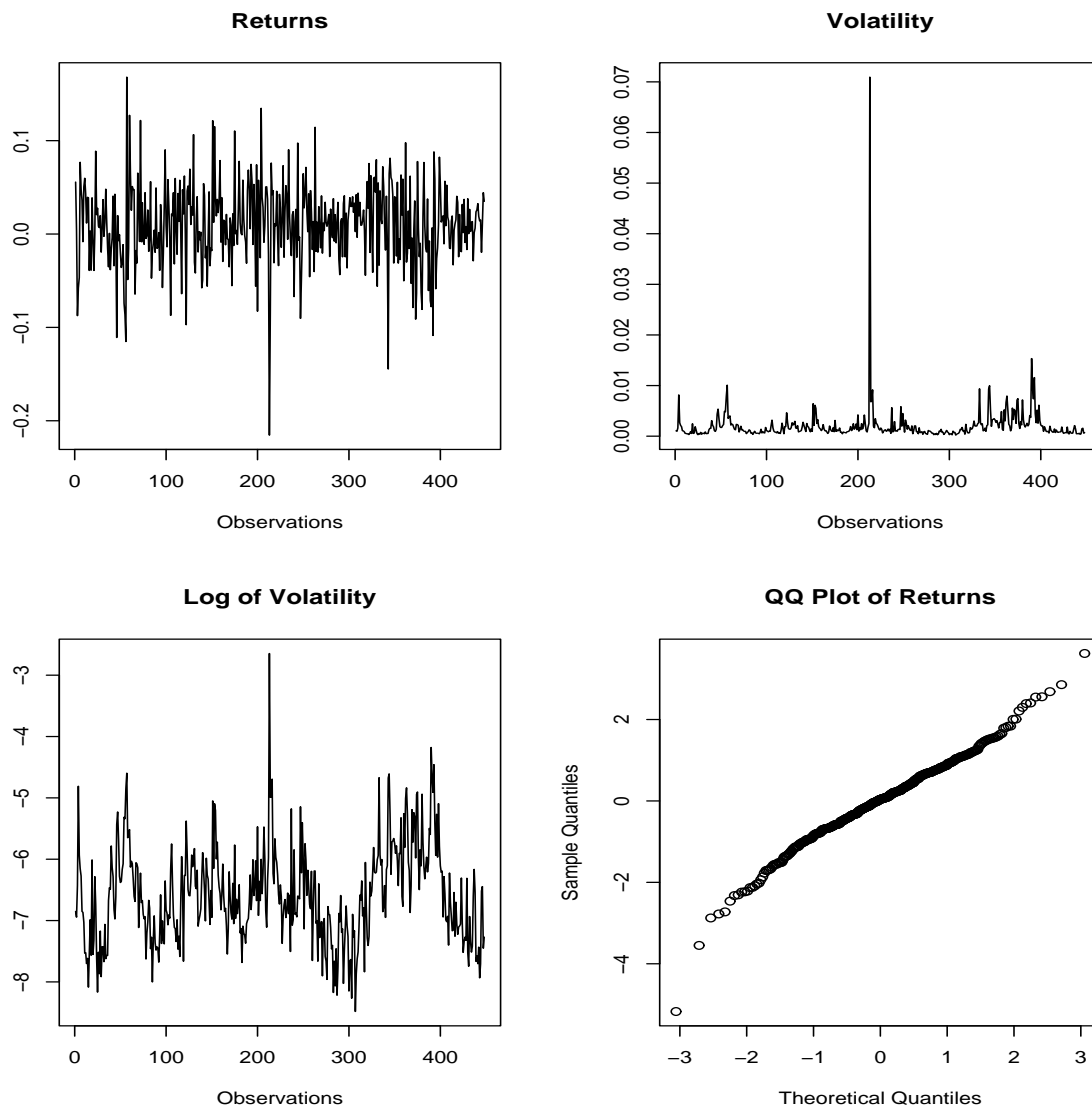 Returns
0.1
0.0
−0.1
−0.2
0 100 200 300 400
Observations
Volatility
0.07
0.06
0.05
0.04
0.03
0.02
0.01
0.00
0 100 200 300 400
Observations
Log of Volatility
−3
−4
−5
−6
−7
−8
0 100 200 300 400
Observations
QQ Plot of Returns
Sample Quantiles
2
0
−2
−4
−3 −2 −1 0 1 2 3
Theoretical Quantiles